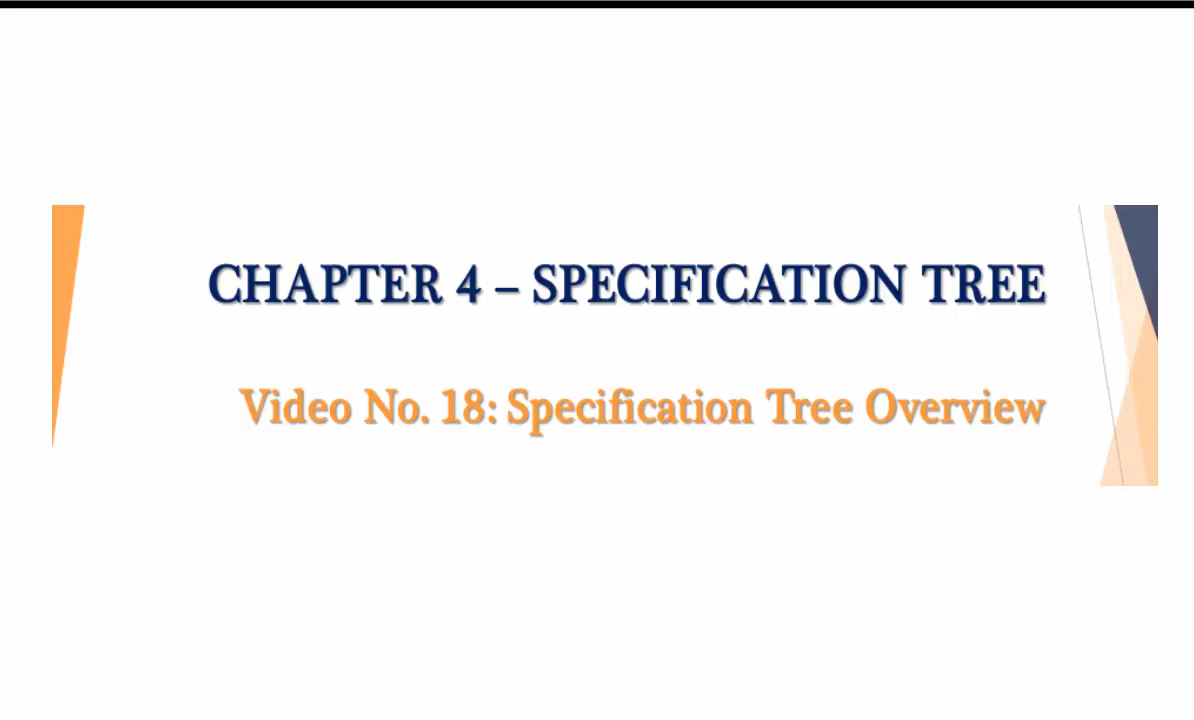 CHAPTER 4 – SPECIFICATION TREE
Video No. 18: Specification Tree Overview